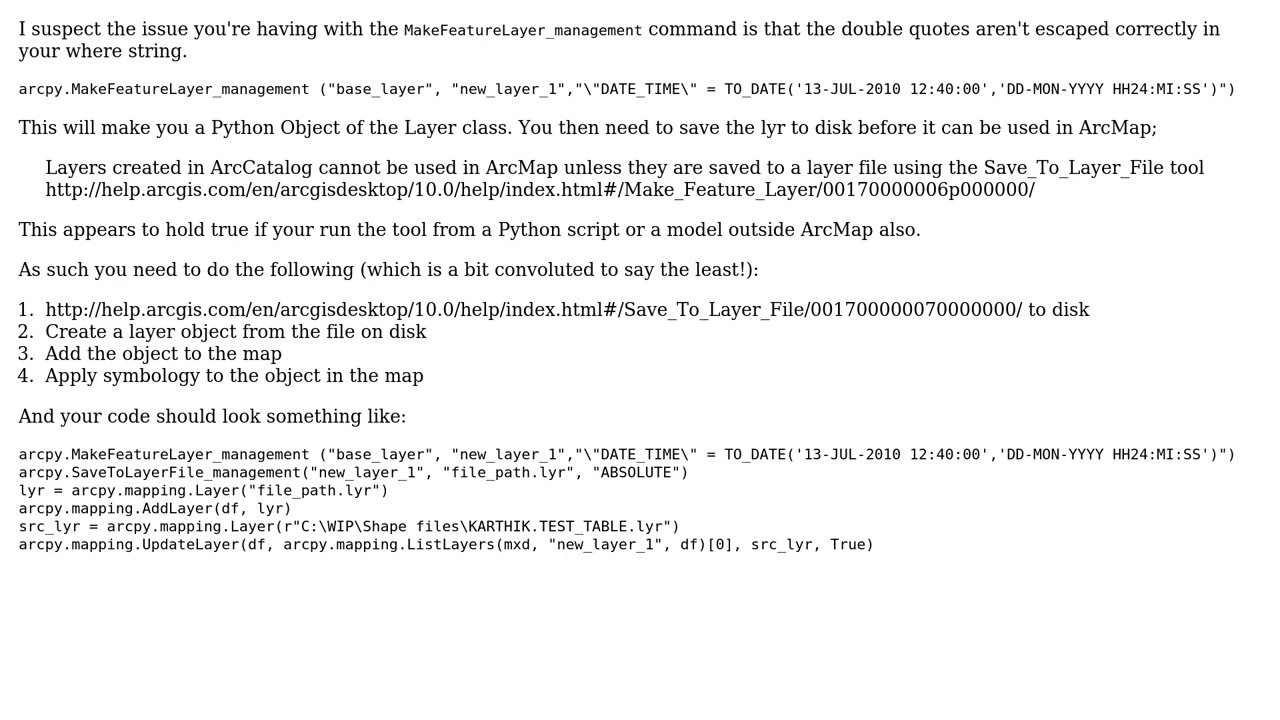 I suspect the issue you're having with the MakeFeatureLayer_management command is that the double quotes aren't escaped correctly in
your where string.
arcpy.MakeFeatureLayer_management ("base_layer", "new_layer_1","\"DATE_TIME\" = TO_DATE('13-JUL-2010 12:40:00','DD-MON-YYYY HH24:MI:SS')")
This will make you a Python Object of the Layer class. You then need to save the lyr to disk before it can be used in ArcMap;
Layers created in ArcCatalog cannot be used in ArcMap unless they are saved to a layer file using the Save_To_Layer_File tool
http://help.arcgis.com/en/arcgisdesktop/10.0/help/index.html#/Make_Feature_Layer/00170000006p000000/
This appears to hold true if your run the tool from a Python script or a model outside ArcMap also.
As such you need to do the following (which is a bit convoluted to say the least!):
1. http://help.arcgis.com/en/arcgisdesktop/10.0/help/index.html#/Save_To_Layer_File/001700000070000000/ to disk
2. Create a layer object from the file on disk
3. Add the object to the map
4. Apply symbology to the object in the map
And your code should look something like:
arcpy.MakeFeatureLayer_management ("base_layer", "new_layer_1","\"DATE_TIME\" = TO_DATE('13-JUL-2010 12:40:00','DD-MON-YYYY HH24:MI:SS')")
arcpy.SaveToLayerFile_management("new_layer_1", "file_path.lyr", "ABSOLUTE")
lyr = arcpy.mapping.Layer("file_path.lyr")
arcpy.mapping.AddLayer(df, lyr)
src_lyr = arcpy.mapping.Layer(r"C:\WIP\Shape files\KARTHIK.TEST_TABLE.lyr")
arcpy.mapping.UpdateLayer(df, arcpy.mapping.ListLayers(mxd, "new_layer_1", df)[0], src_lyr, True)